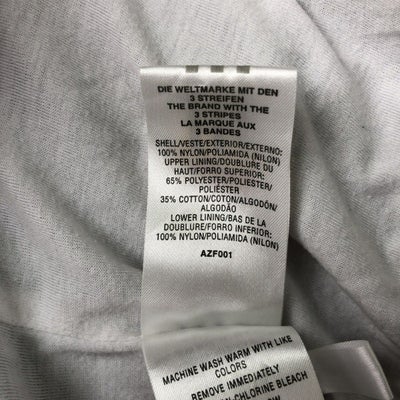 DIE WELTMARKE MIT DEN
3 STREIFEN
THE BRAND WITH THE
3 STRIPES
LA MARQUE AUX
3 BANDES
SHELL/VESTE/EXTERIOR/EXTERNO:
100% NYLON/POLIAMIDA (NILON)
UPPER LINING/DOUBLURE DU
HAUT/FORRO SUPERIOR:
65% POLYESTER/POLIESTER/
POLIÉSTER
35% COTTON/COTON/ALGODÓN/
ALGODÃO
LOWER LINING/BAS DE LA
DOUBLURE/FORRO INFERIOR:
100% NYLON/POLIAMIDA (NILON)
AZF001
MACHINE WASH WARM WITH LIKE
COLORS
REMOVE IMMEDIATELY
-CHLORINE BLEACH